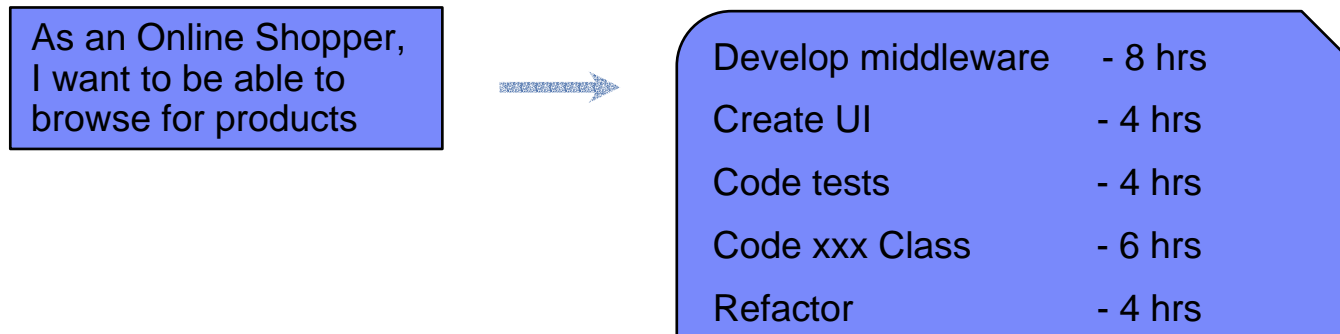 As an Online Shopper,
I want to be able to
browse for products
Develop middleware - 8 hrs
Create UI - 4 hrs
Code tests - 4 hrs
Code xxx Class - 6 hrs
Refactor - 4 hrs